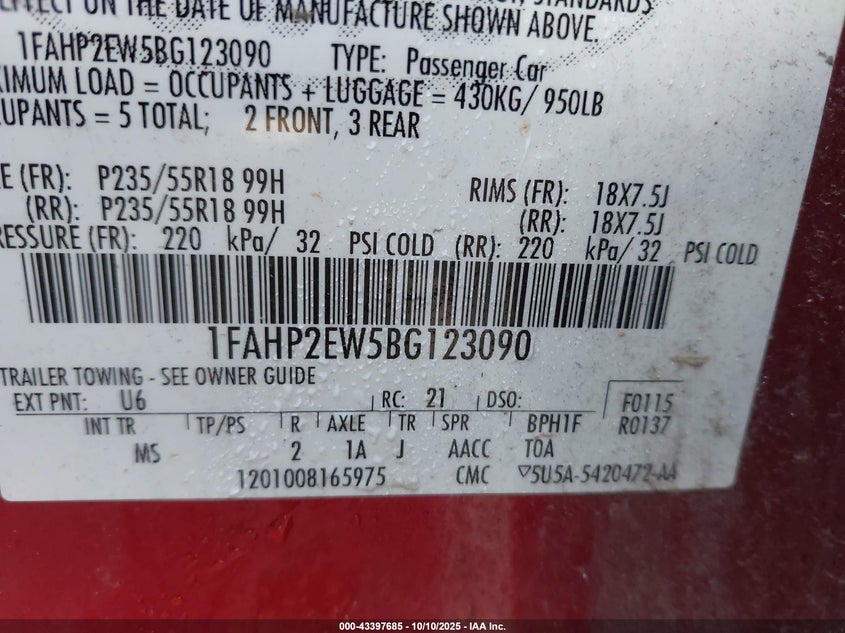 EFFECT ON THE DATE OF MANUFACTURE SHOWN ABOVE.
1FAHP2EW5BG123090 TYPE: Passenger Car
XIMUM LOAD = OCCUPANTS + LUGGAGE = 430KG/ 950LB
CUPANTS = 5 TOTAL; 2 FRONT, 3 REAR
E (FR): P235/55R18 99H RIMS (FR): 18X7.5J
(RR): P235/55R18 99H (RR): 18X7.5J
RESSURE (FR): 220 kPa/ 32 PSI COLD (RR): 220 kPa/ 32 PSI COLD
1FAHP2EW5BG123090
TRAILER TOWING - SEE OWNER GUIDE
EXT PNT: U6 RC: 21 DSO: F0115
INT TR TP/PS R AXLE TR SPR BPH1F R0137
MS 2 1A J AACC TOA
1201008165975 CMC ▽5U5A-5420472-AA
000-43397685 - 10/10/2025 - IAA Inc.